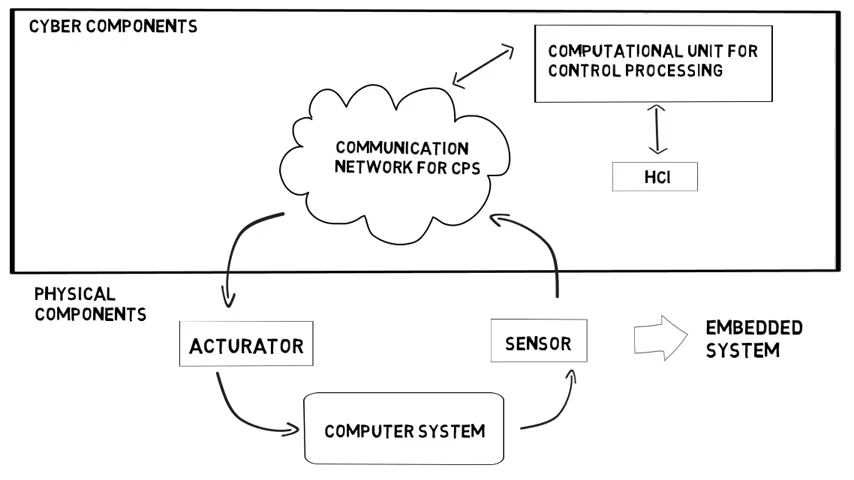 CYBER COMPONENTS
COMPUTATIONAL UNIT FOR
CONTROL PROCESSING
COMMUNICATION
NETWORK FOR CPS
HCI
PHYSICAL
COMPONENTS
ACTURATOR
SENSOR
EMBEDDED
SYSTEM
COMPUTER SYSTEM